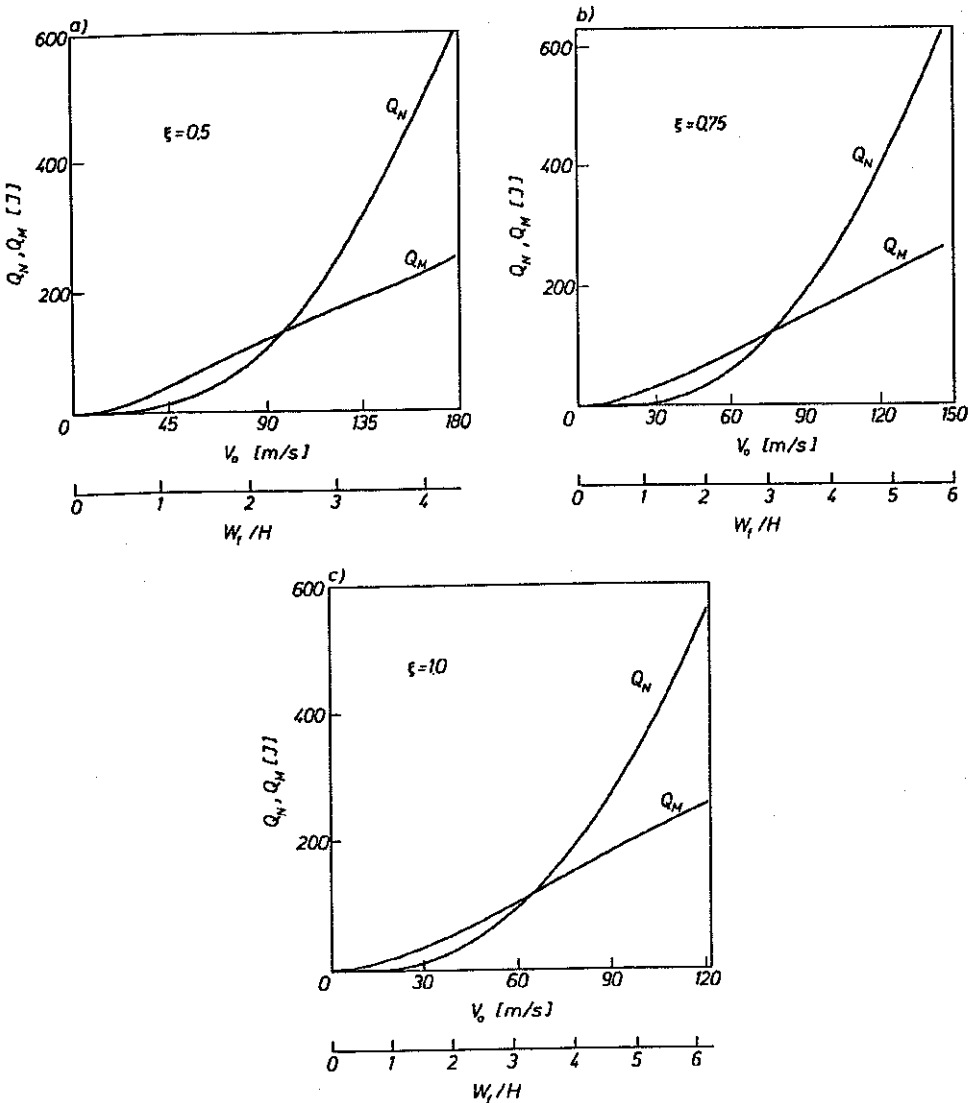 a)
600
400
200
0
45
90
135
180
Q_N, Q_M [J]
ξ=0.5
Q_N
Q_M
V_o [m/s]
0 1 2 3 4
W_f/H
b)
600
400
200
0
30
60
90
120
150
Q_N, Q_M [J]
ξ=0.75
Q_N
Q_M
V_o [m/s]
0 1 2 3 4 5 6
W_f/H
c)
600
400
200
0
30
60
90
120
Q_N, Q_M [J]
ξ=1.0
Q_N
Q_M
V_o [m/s]
0 1 2 3 4 5 6
W_f/H